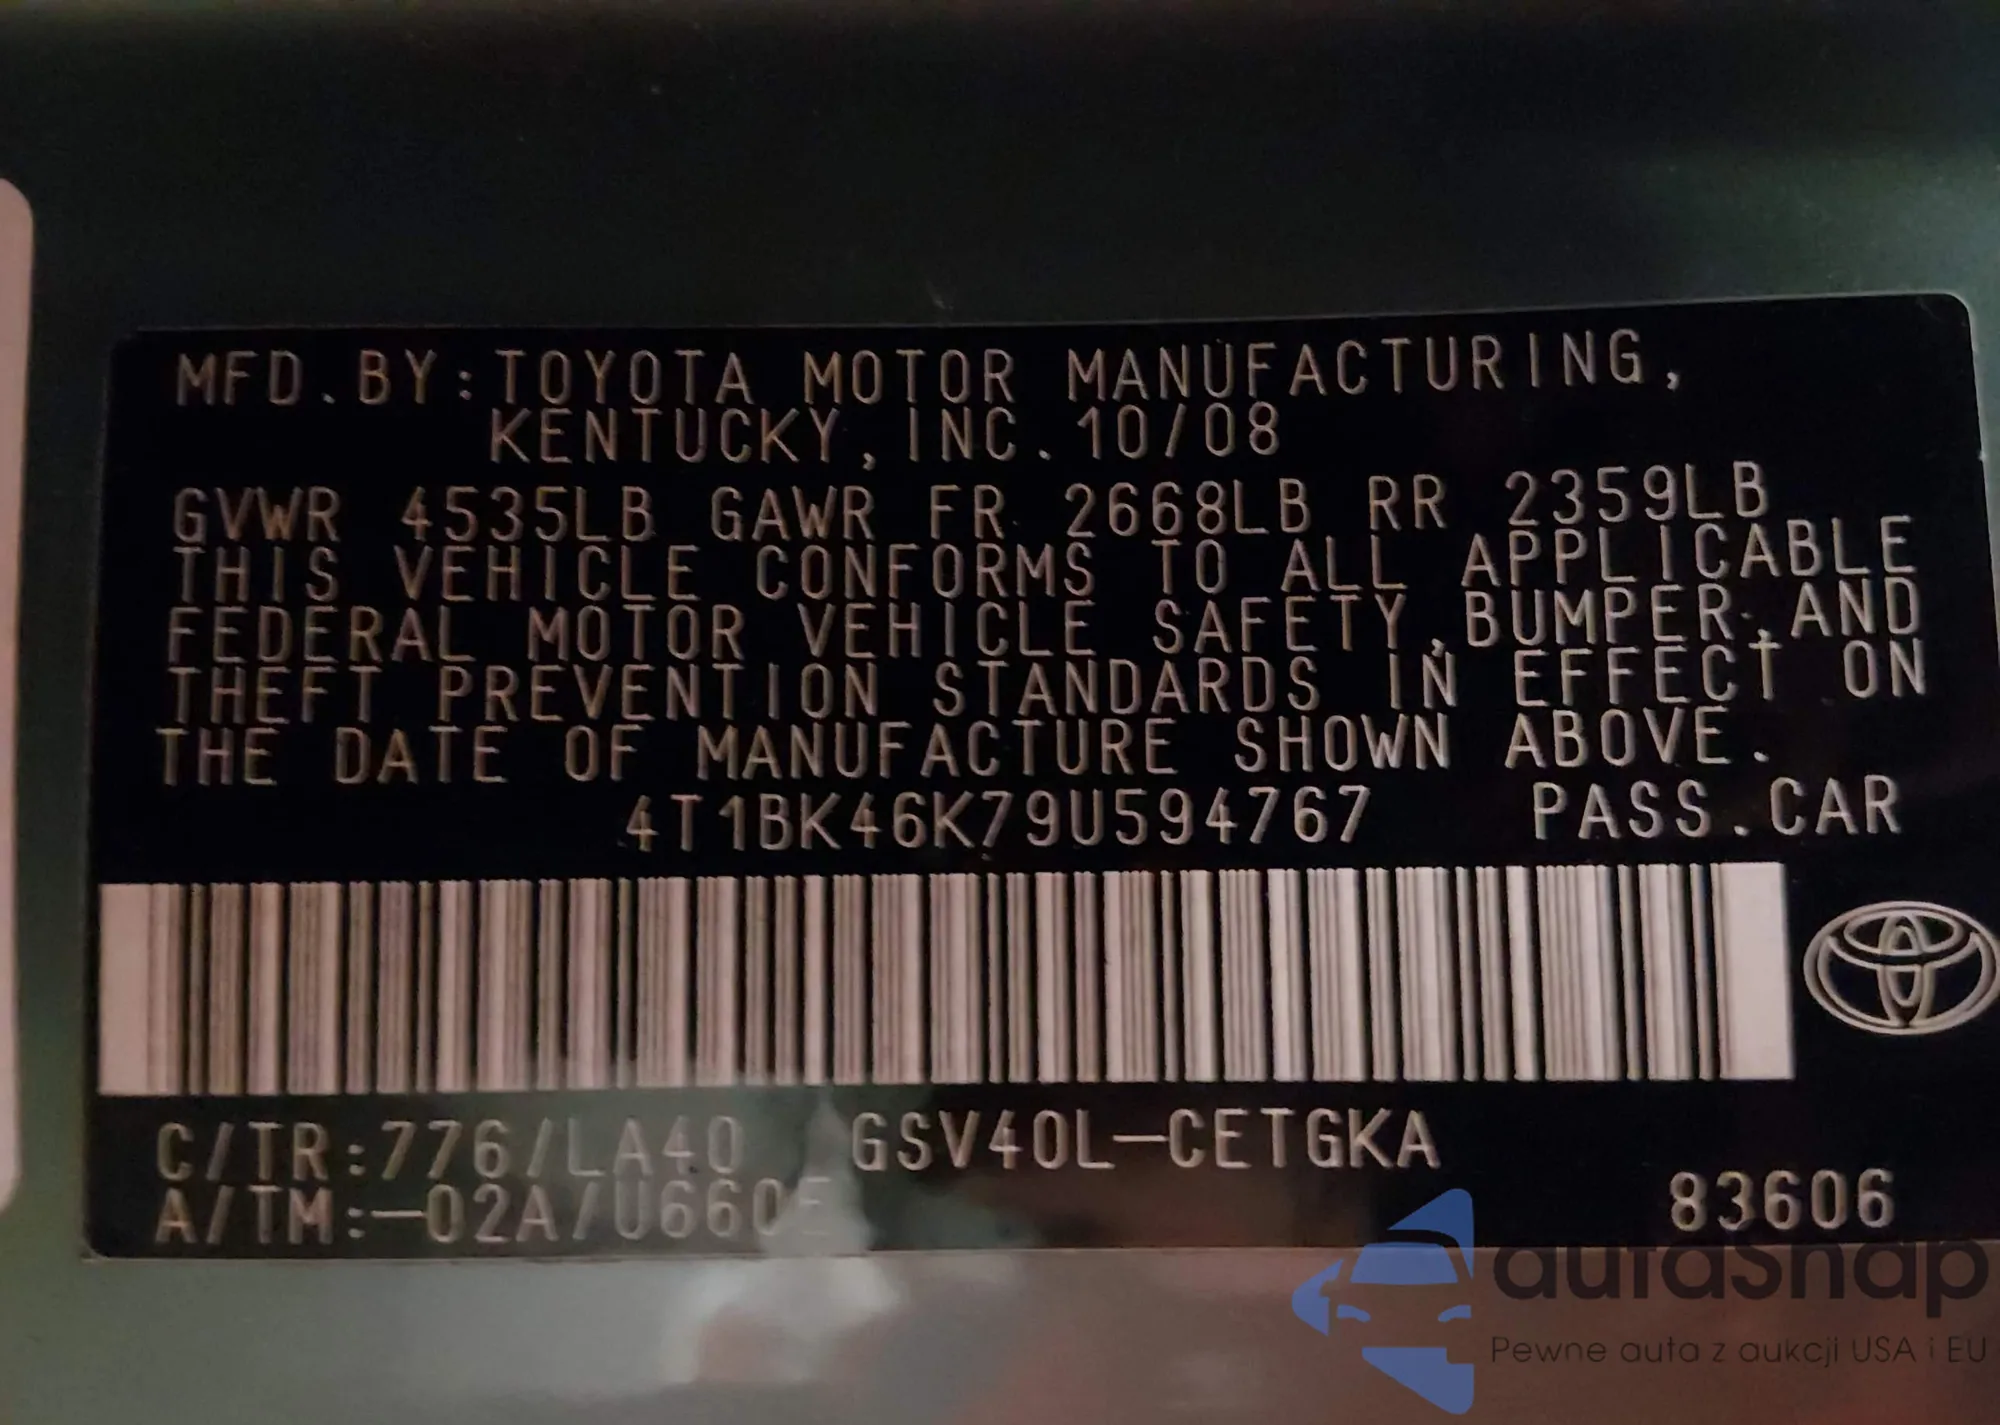 MFD.BY:TOYOTA MOTOR MANUFACTURING,
KENTUCKY,INC.10/08
GVWR 4535LB GAWR FR 2668LB RR 2359LB
THIS VEHICLE CONFORMS TO ALL APPLICABLE
FEDERAL MOTOR VEHICLE SAFETY,BUMPER,AND
THEFT PREVENTION STANDARDS IN EFFECT ON
THE DATE OF MANUFACTURE SHOWN ABOVE.
4T1BK46K79U594767 PASS.CAR
C/TR:776/LA40 GSV40L-CETGKA
A/TM:-02A/U660E
83606
autaSnap
Pewne auta z aukcji USA i EU